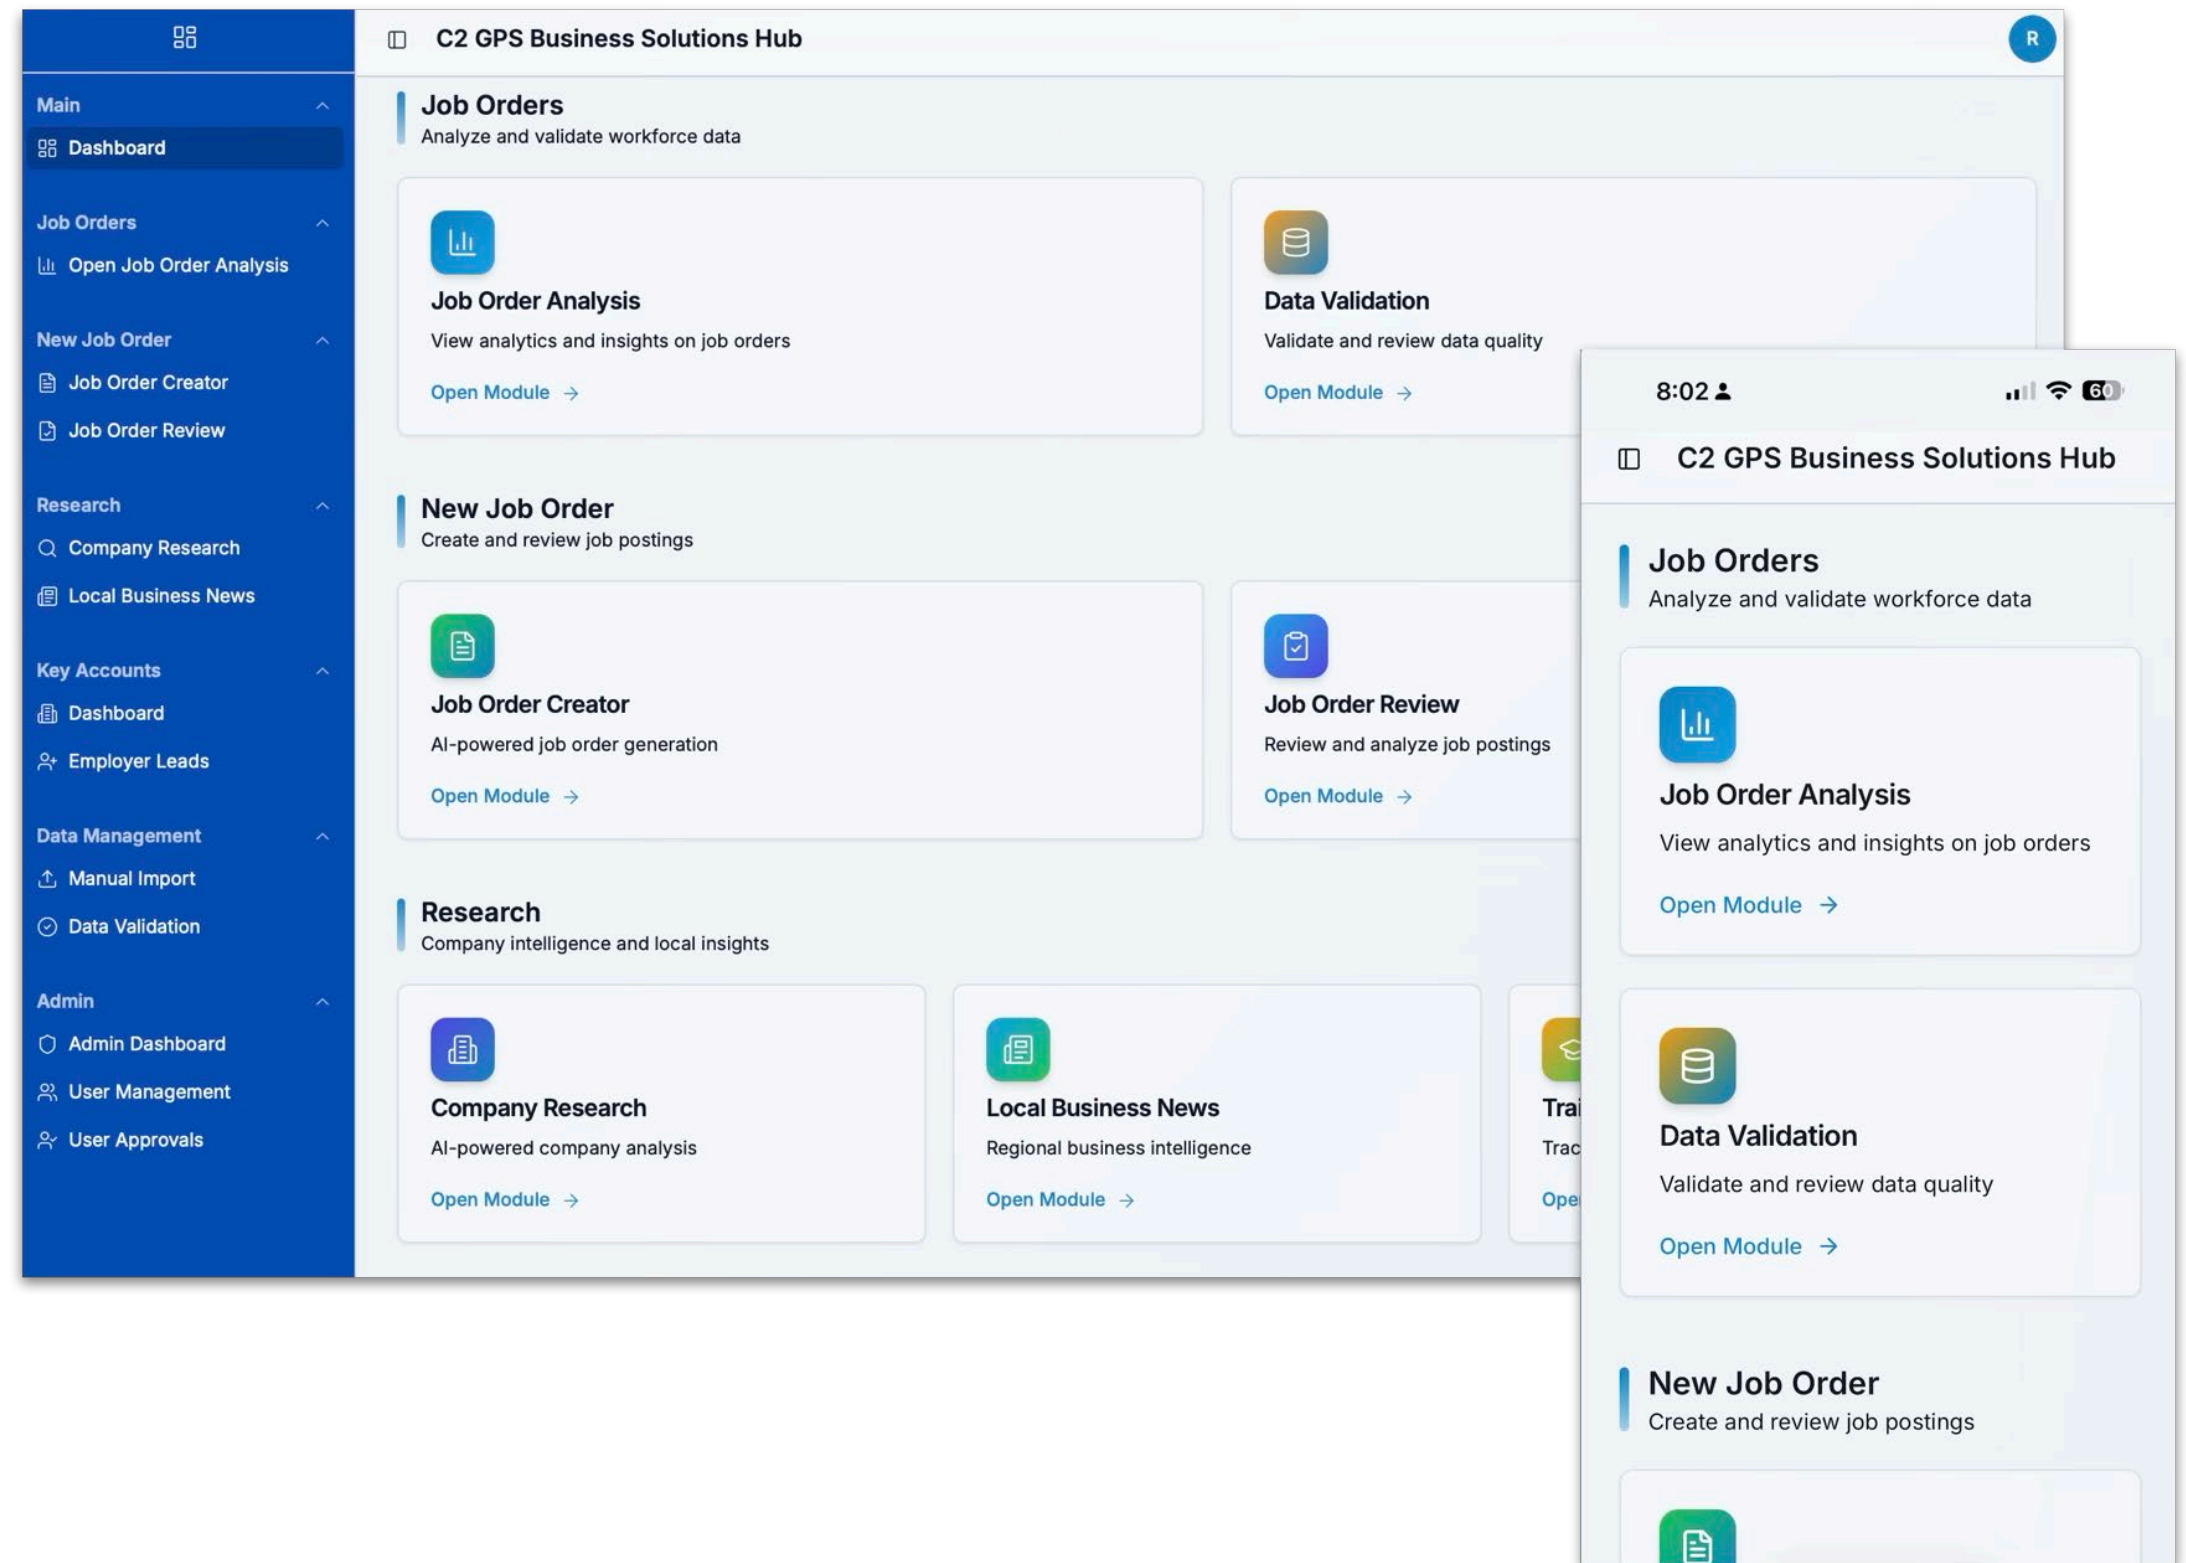 C2 GPS Business Solutions Hub
R
Main
Dashboard
Job Orders
Open Job Order Analysis
New Job Order
Job Order Creator
Job Order Review
Research
Company Research
Local Business News
Key Accounts
Dashboard
Employer Leads
Data Management
Manual Import
Data Validation
Admin
Admin Dashboard
User Management
User Approvals
Job Orders
Analyze and validate workforce data
Job Order Analysis
View analytics and insights on job orders
Open Module →
Data Validation
Validate and review data quality
Open Module →
New Job Order
Create and review job postings
Job Order Creator
AI-powered job order generation
Open Module →
Job Order Review
Review and analyze job postings
Open Module →
Research
Company intelligence and local insights
Company Research
AI-powered company analysis
Open Module →
Local Business News
Regional business intelligence
Open Module →
Trai
Trac
Ope
8:02
60
C2 GPS Business Solutions Hub
Job Orders
Analyze and validate workforce data
Job Order Analysis
View analytics and insights on job orders
Open Module →
Data Validation
Validate and review data quality
Open Module →
New Job Order
Create and review job postings